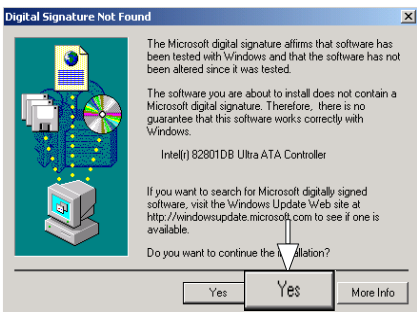 Digital Signature Not Found
The Microsoft digital signature affirms that software has
been tested with Windows and that the software has not
been altered since it was tested.
The software you are about to install does not contain a
Microsoft digital signature. Therefore, there is no
guarantee that this software works correctly with
Windows.
Intel(r) 82801DB Ultra ATA Controller
If you want to search for Microsoft digitally signed
software, visit the Windows Update Web site at
http://windowsupdate.microsoft.com to see if one is
available.
Do you want to continue the installation?
Yes Yes More Info